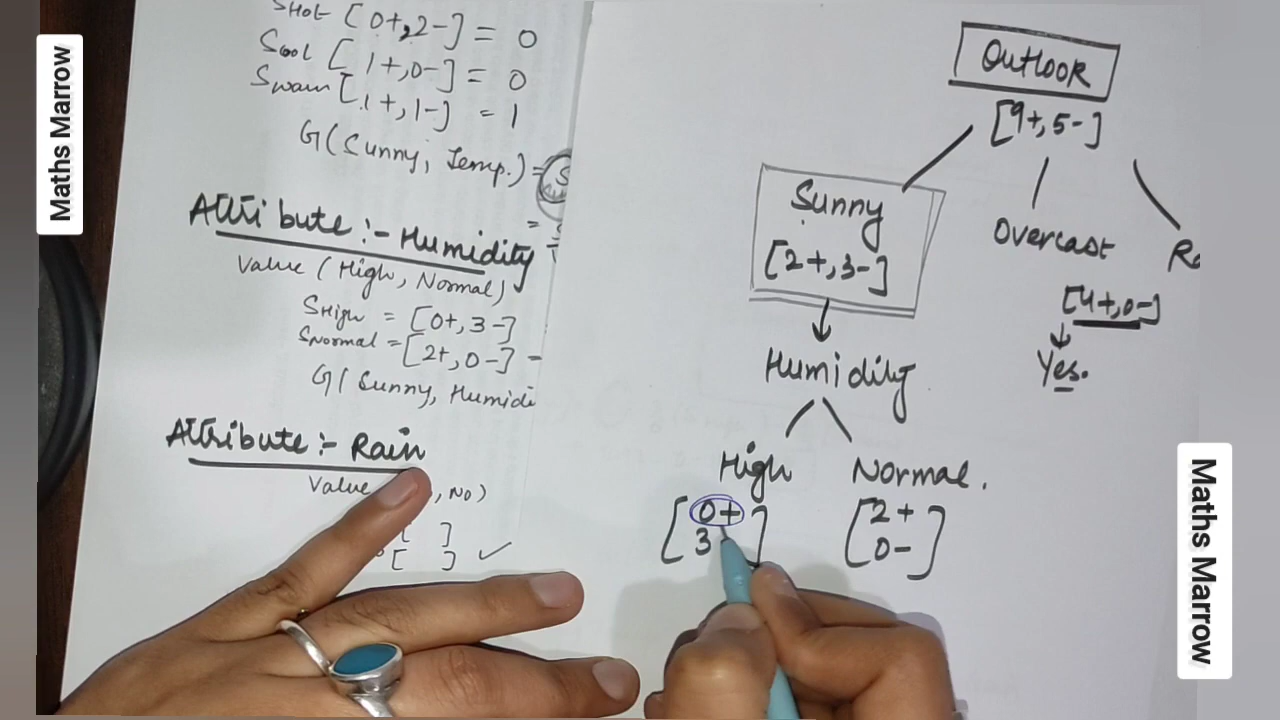 SHot [0+, 2-] = 0
Scool [1+, 0-] = 0
Swarm [1+, 1-] = 1
G(Sunny, Temp.) =
Attribute :- Humidity
Value (High, Normal)
SHigh = [0+, 3-]
SNormal = [2+, 0-] -
G(Sunny, Humidi
Attribute :- Rain
Value , No)
[ ]
[ ] ✓
Outlook
[9+, 5-]
Sunny
[2+, 3-]
Overcast
[4+, 0-]
Yes.
Humidity
High Normal.
[0+ [2+
3 ] 0-]
Maths Marrow
Maths Marrow